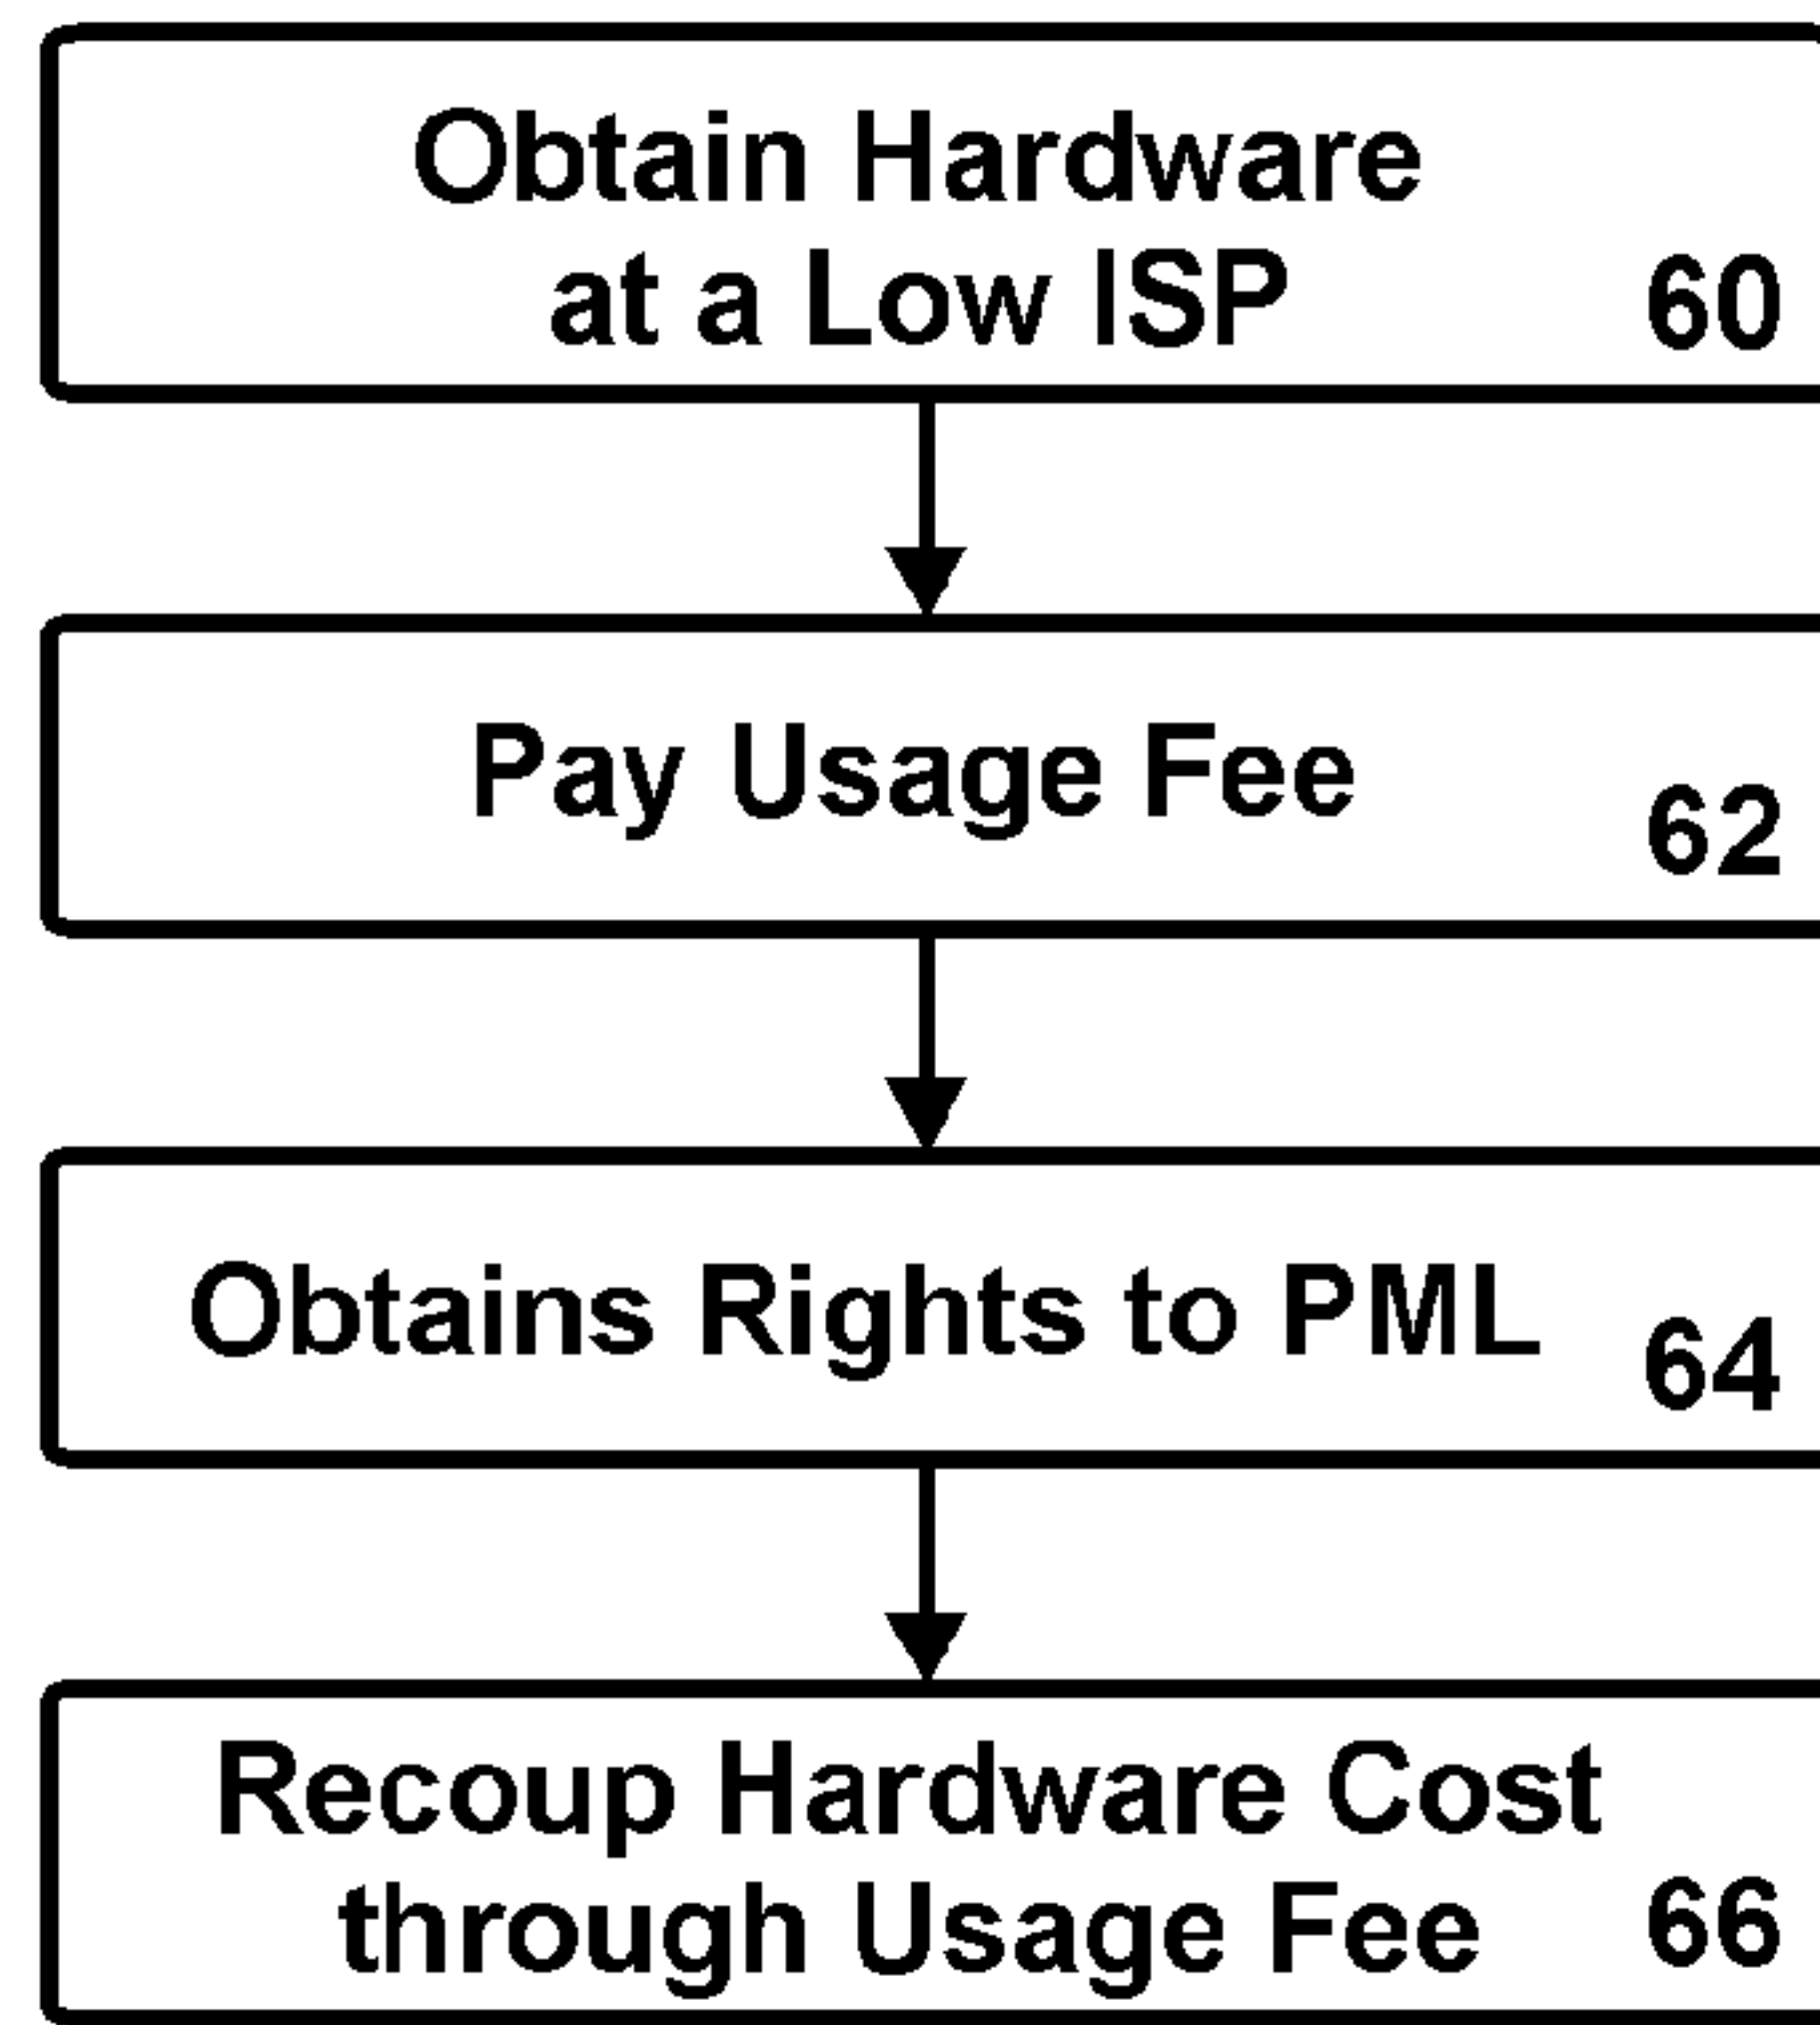 Obtain Hardware
at a Low ISP
60
Pay Usage Fee
62
Obtains Rights to PML
64
Recoup Hardware Cost
through Usage Fee
66